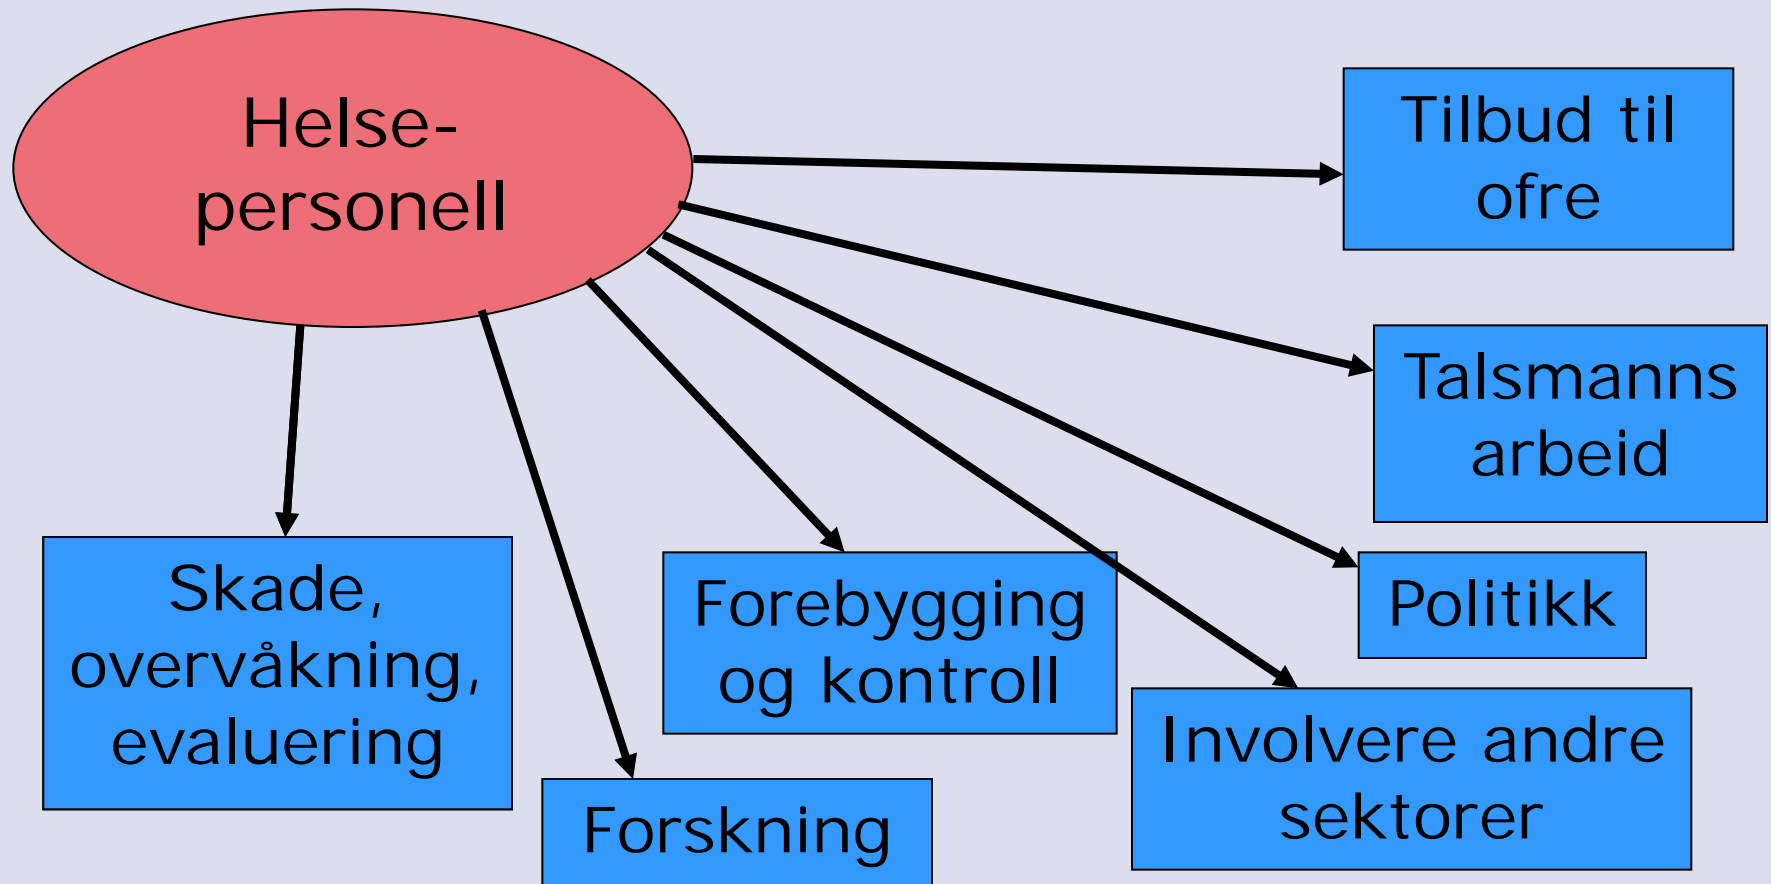 Helse-
personell
Tilbud til
ofre
Talsmanns
arbeid
Politikk
Involvere andre
sektorer
Forebygging
og kontroll
Forskning
Skade,
overvåkning,
evaluering